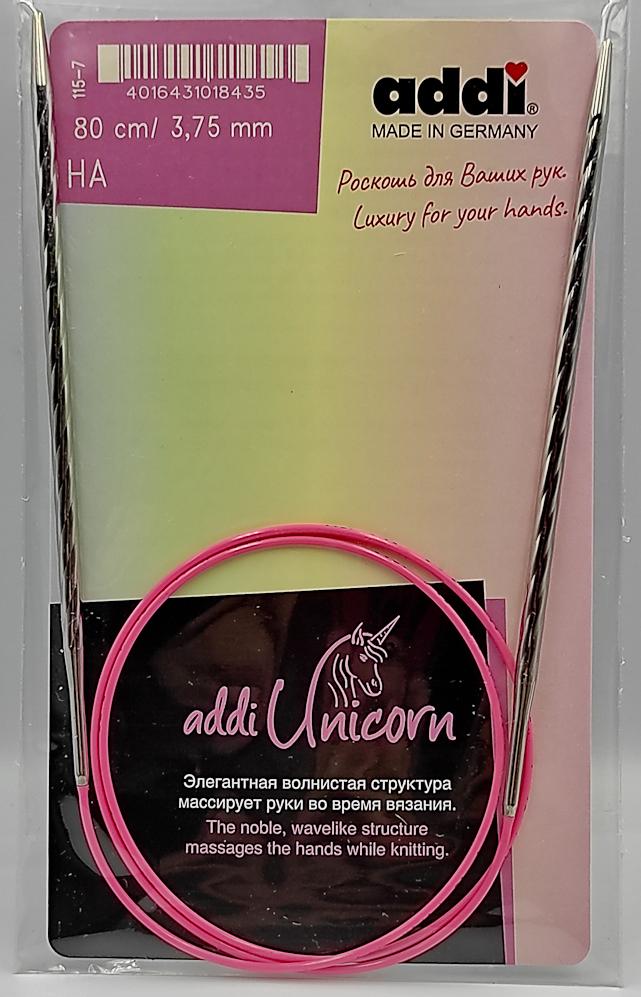 115-7
4016431018435
80 cm/ 3,75 mm
HA
addi®
MADE IN GERMANY
Роскошь для Ваших рук.
Luxury for your hands.
addi Unicorn
Элегантная волнистая структура
массирует руки во время вязания.
The noble, wavelike structure
massages the hands while knitting.